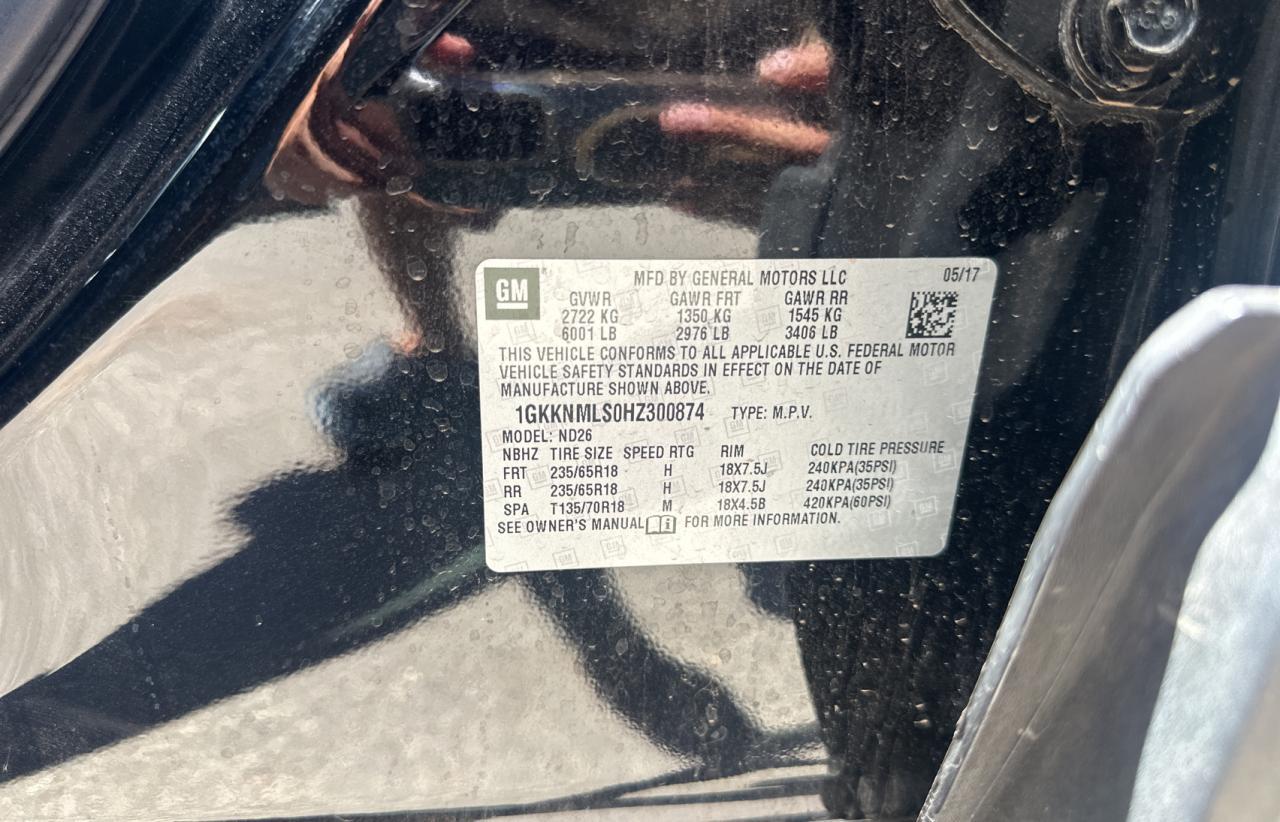 GM
MFD BY GENERAL MOTORS LLC 05/17
GVWR GAWR FRT GAWR RR
2722 KG 1350 KG 1545 KG
6001 LB 2976 LB 3406 LB
THIS VEHICLE CONFORMS TO ALL APPLICABLE U.S. FEDERAL MOTOR
VEHICLE SAFETY STANDARDS IN EFFECT ON THE DATE OF
MANUFACTURE SHOWN ABOVE.
1GKKNMLS0HZ300874 TYPE: M.P.V.
MODEL: ND26
NBHZ TIRE SIZE SPEED RTG RIM COLD TIRE PRESSURE
FRT 235/65R18 H 18X7.5J 240KPA(35PSI)
RR 235/65R18 H 18X7.5J 240KPA(35PSI)
SPA T135/70R18 M 18X4.5B 420KPA(60PSI)
SEE OWNER'S MANUAL FOR MORE INFORMATION.